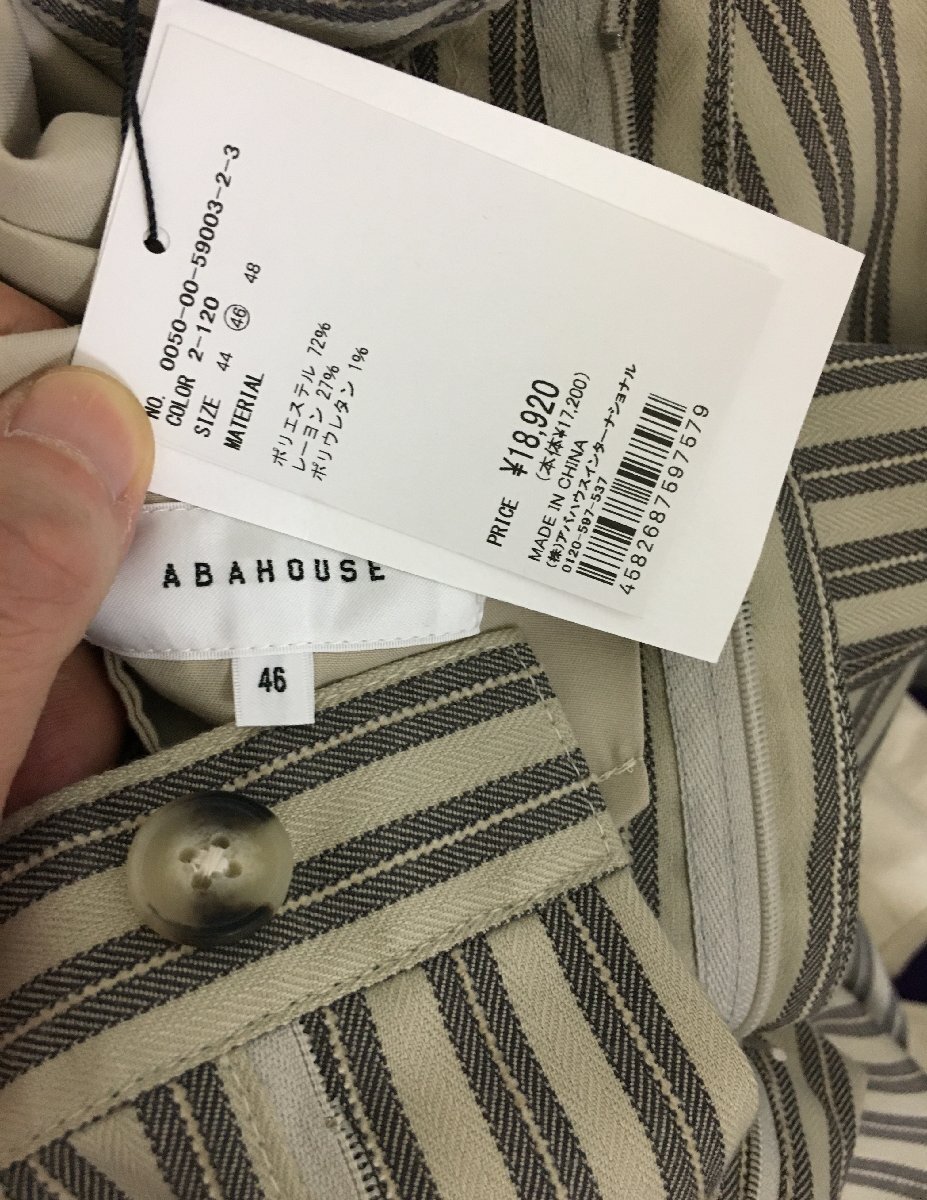 NO. 0050-00-59003-2-3
COLOR 2-120
SIZE 44 46 48
MATERIAL
ポリエステル 72%
レーヨン 27%
ポリウレタン 1%
PRICE ¥18,920
(本体¥17,200)
MADE IN CHINA
(株)アバハウスインターナショナル
0120-597-537
4582687597579
ABAHOUSE
46